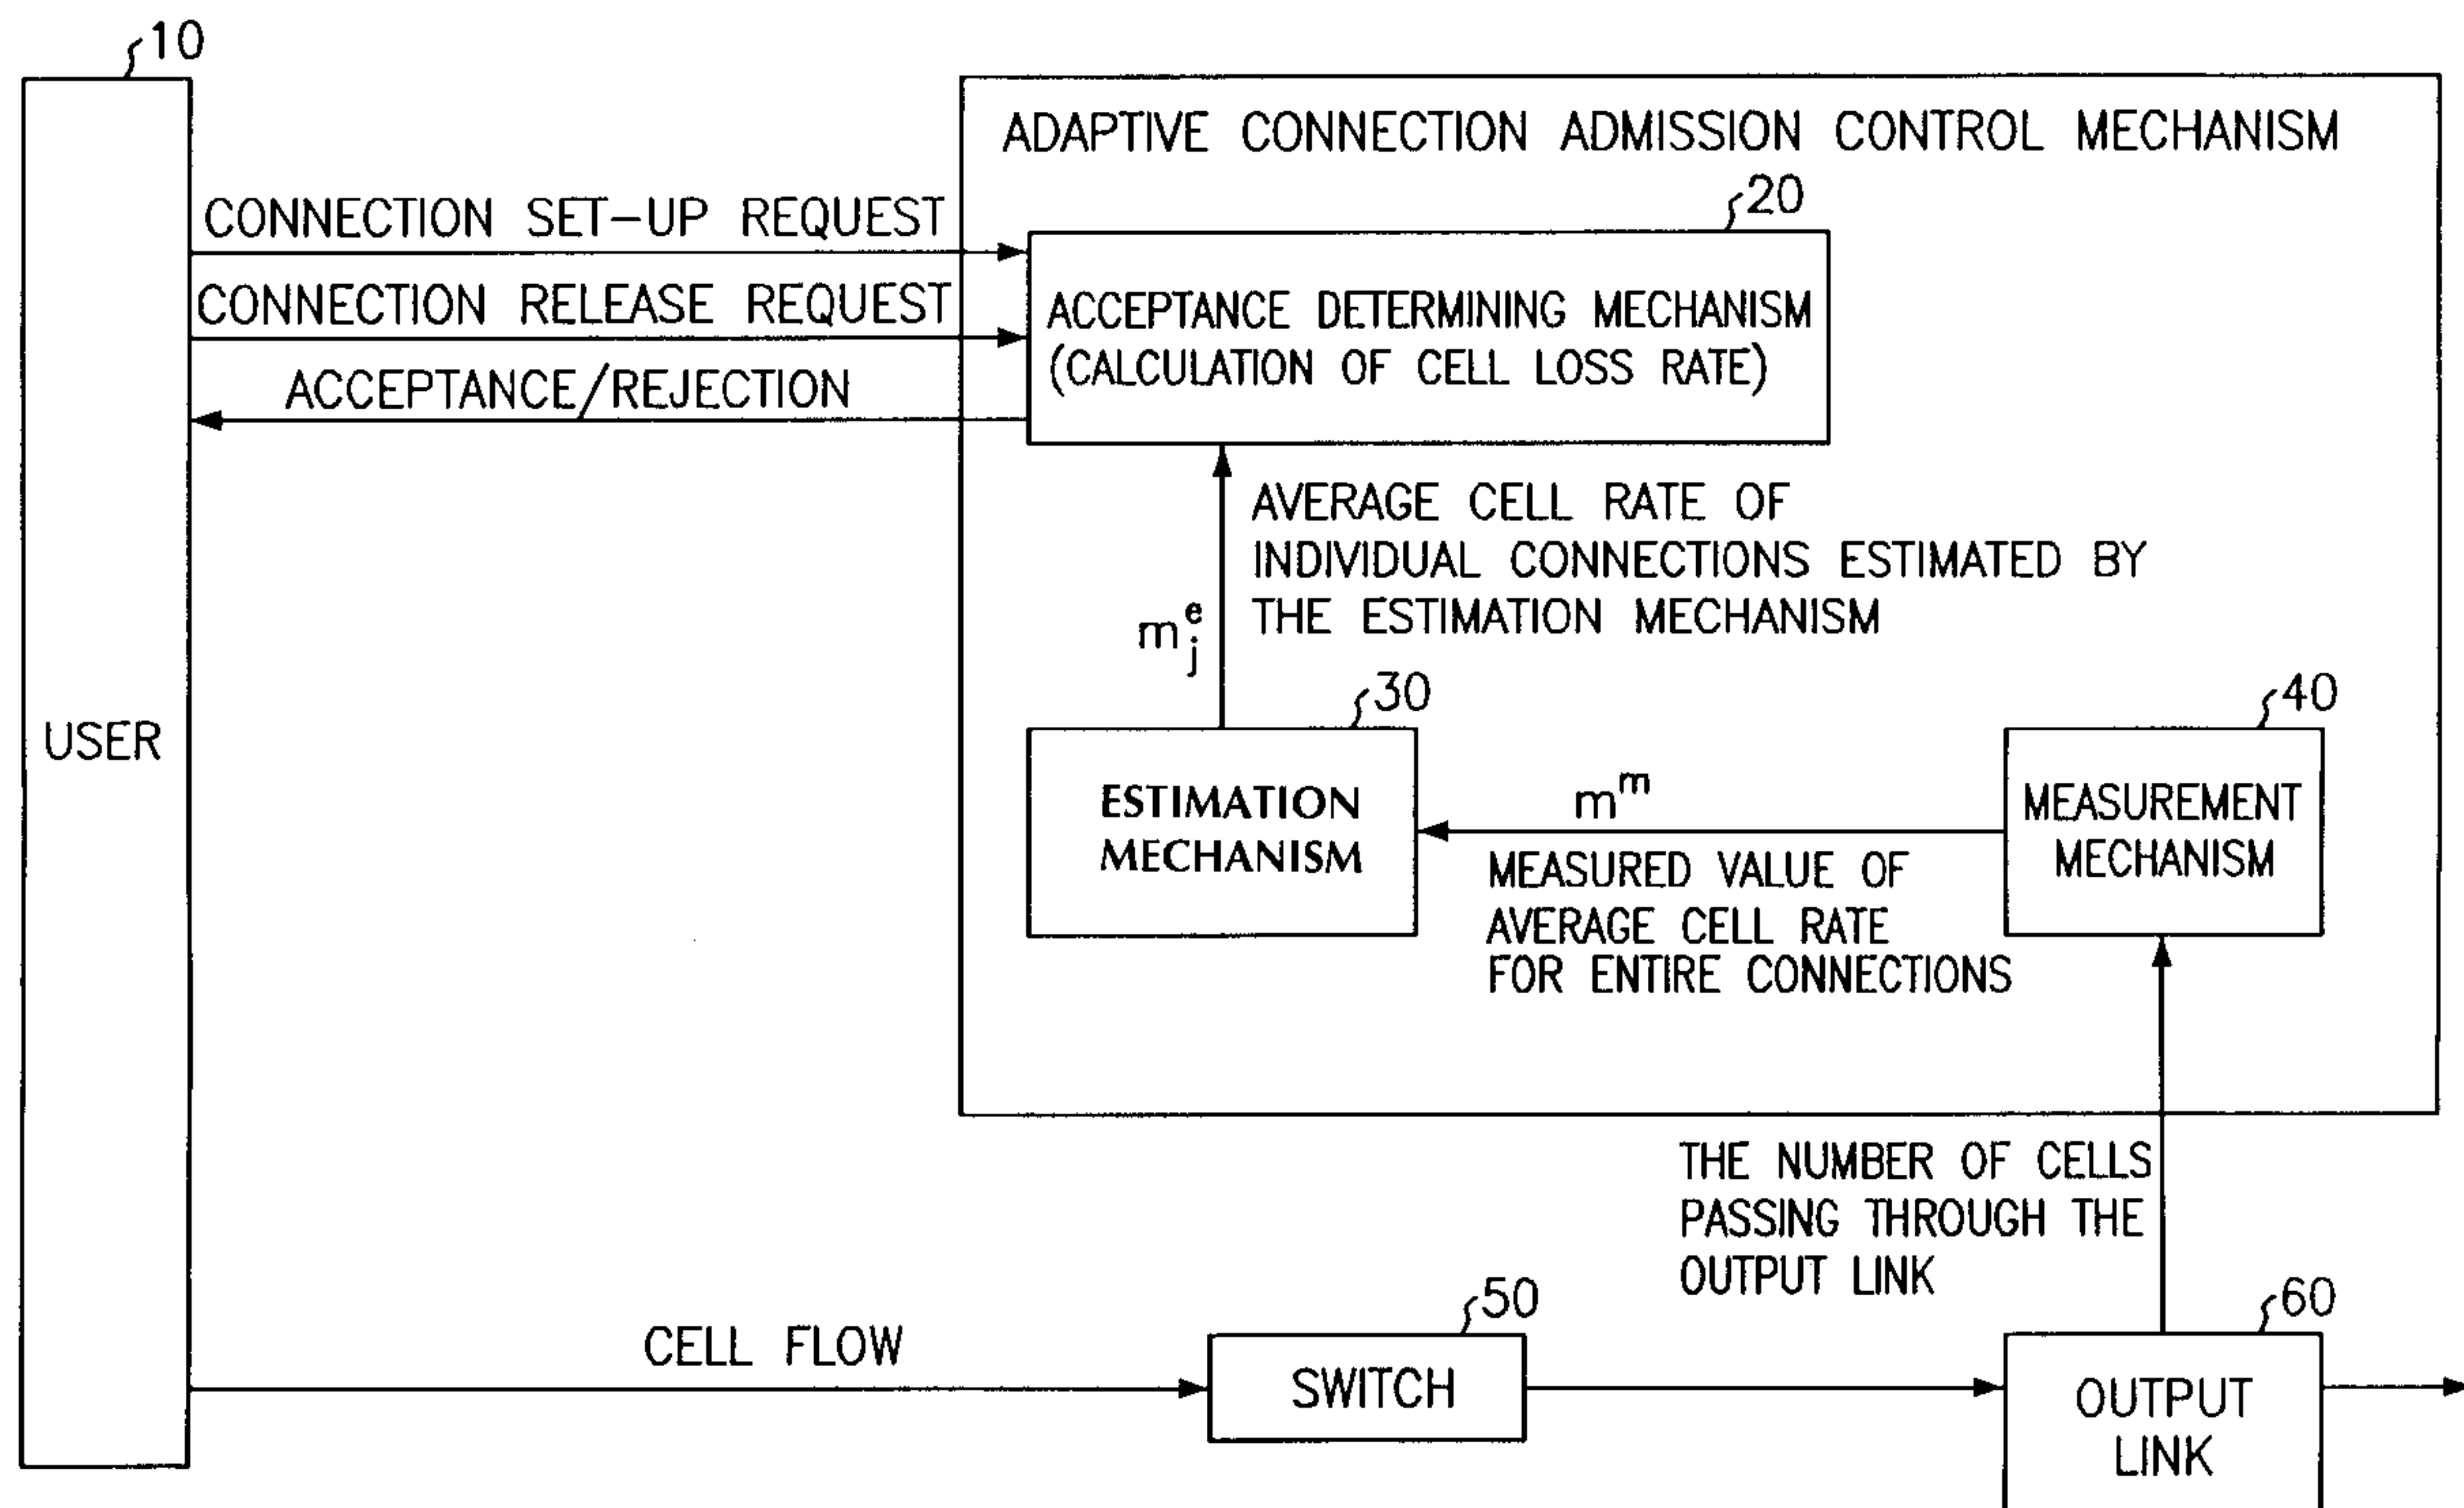 10
ADAPTIVE CONNECTION ADMISSION CONTROL MECHANISM
20
CONNECTION SET-UP REQUEST
CONNECTION RELEASE REQUEST
ACCEPTANCE/REJECTION
ACCEPTANCE DETERMINING MECHANISM
(CALCULATION OF CELL LOSS RATE)
AVERAGE CELL RATE OF
INDIVIDUAL CONNECTIONS ESTIMATED BY
THE ESTIMATION MECHANISM
m^e_j
USER
30
ESTIMATION
MECHANISM
m^m
MEASURED VALUE OF
AVERAGE CELL RATE
FOR ENTIRE CONNECTIONS
40
MEASUREMENT
MECHANISM
THE NUMBER OF CELLS
PASSING THROUGH THE
OUTPUT LINK
CELL FLOW
50
SWITCH
60
OUTPUT
LINK